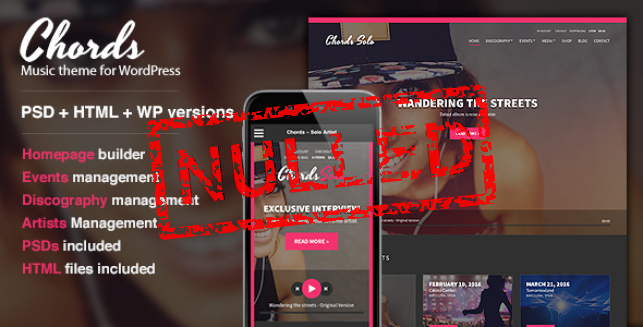 Chords
Music theme for WordPress
PSD + HTML + WP versions
Homepage builder
Events management
Discography management
Artists Management
PSDs included
HTML files included
NULLED
Chords Solo
HOME DISCOGRAPHY EVENTS MEDIA SHOP BLOG CONTACT
WANDERING THE STREETS
Chords – Solo Artist
Chords Solo
EXCLUSIVE INTERVIEW!
READ MORE »
Wandering the streets - Original Version
FEBRUARY 19, 2016
MARCH 21, 2016
Tomorrowland